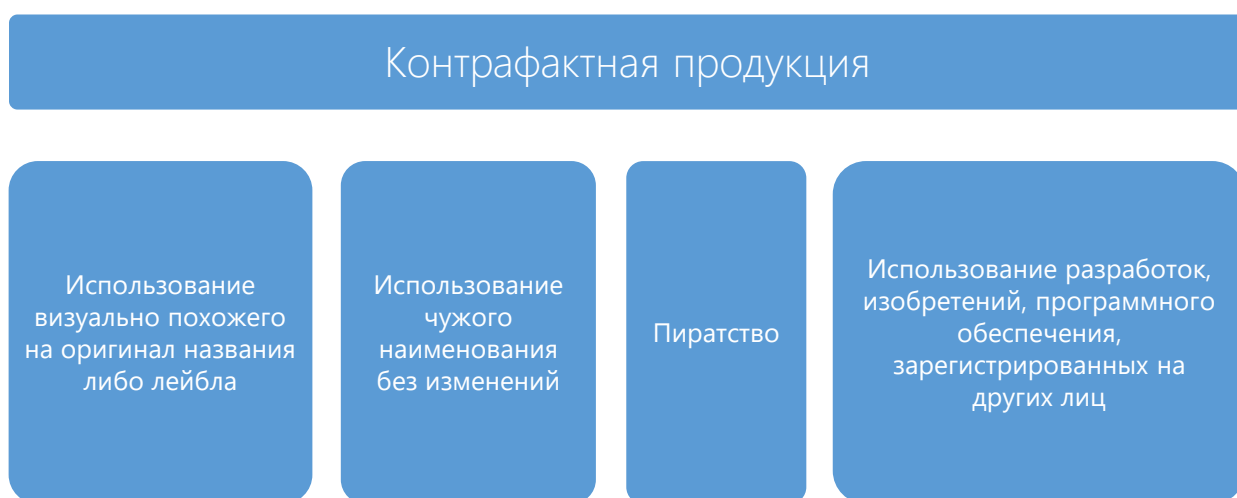 Контрафактная продукция
Использование
визуально похожего
на оригинал названия
либо лейбла
Использование
чужого
наименования
без изменений
Пиратство
Использование разработок,
изобретений, программного
обеспечения,
зарегистрированных на
других лиц